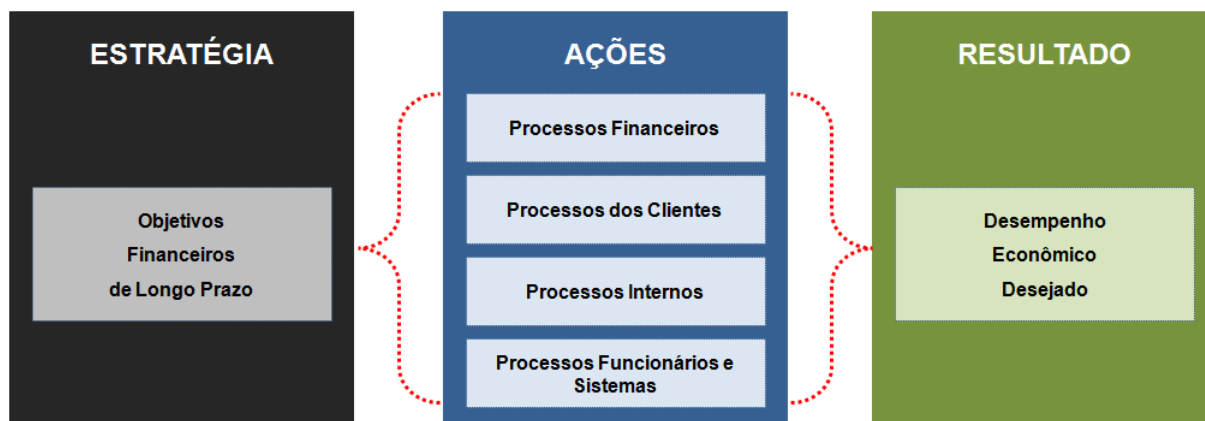 ESTRATÉGIA
Objetivos
Financeiros
de Longo Prazo
AÇÕES
Processos Financeiros
Processos dos Clientes
Processos Internos
Processos Funcionários e
Sistemas
RESULTADO
Desempenho
Econômico
Desejado